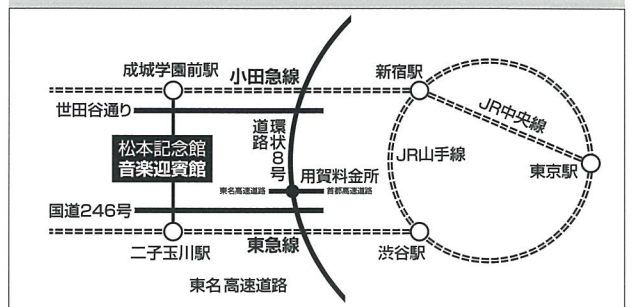 成城学園前駅
小田急線
新宿駅
世田谷通り
環状8号
道路
JR中央線
松本記念館
音楽迎賓館
JR山手線
用賀料金所
東京駅
東名高速道路
首都高速道路
国道246号
二子玉川駅
東急線
渋谷駅
東名高速道路